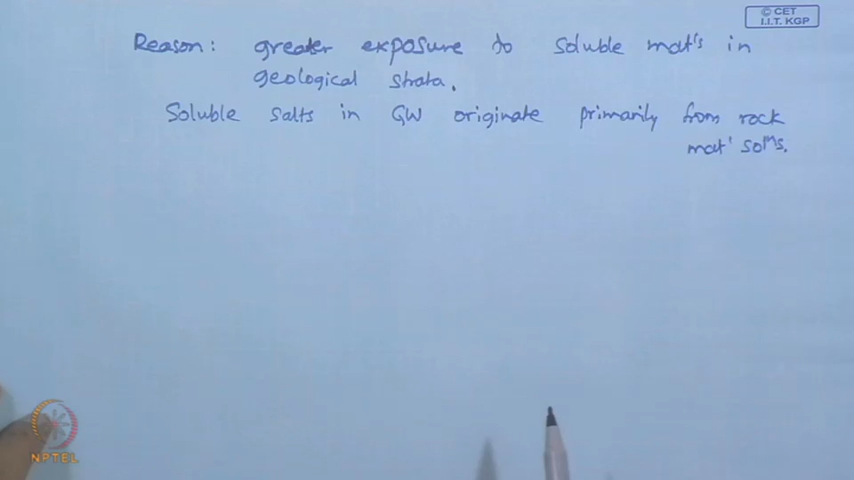 © CET
I.I.T. KGP
Reason: greater exposure to soluble mat's in
geological strata.
Soluble salts in GW originate primarily from rock
mat' solns.
NPTEL